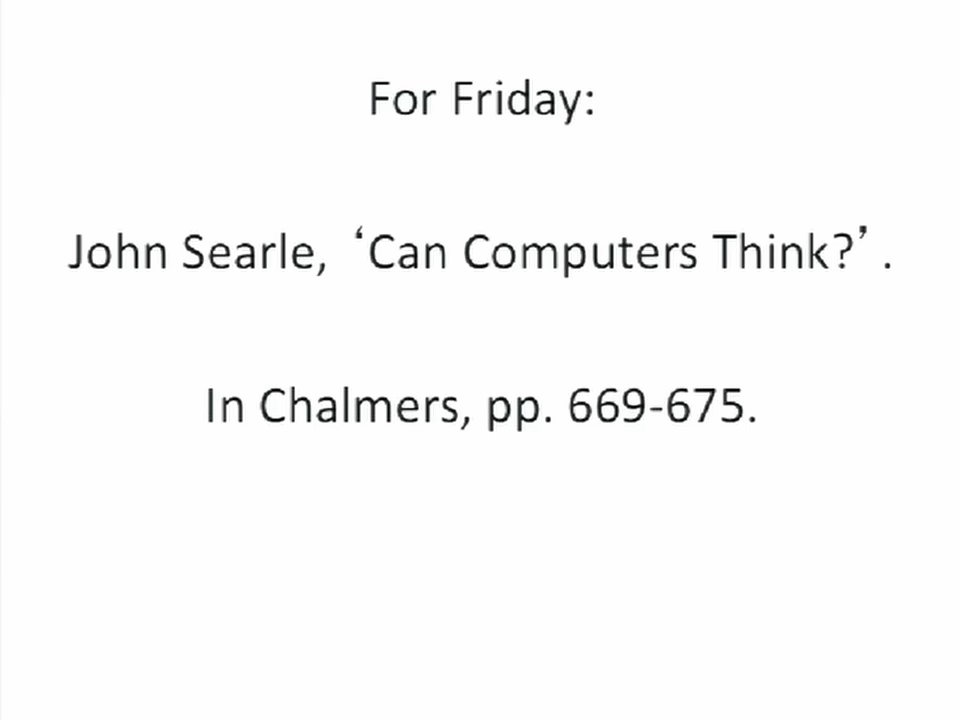 For Friday:
John Searle, ‘Can Computers Think?’ .
In Chalmers, pp. 669-675.